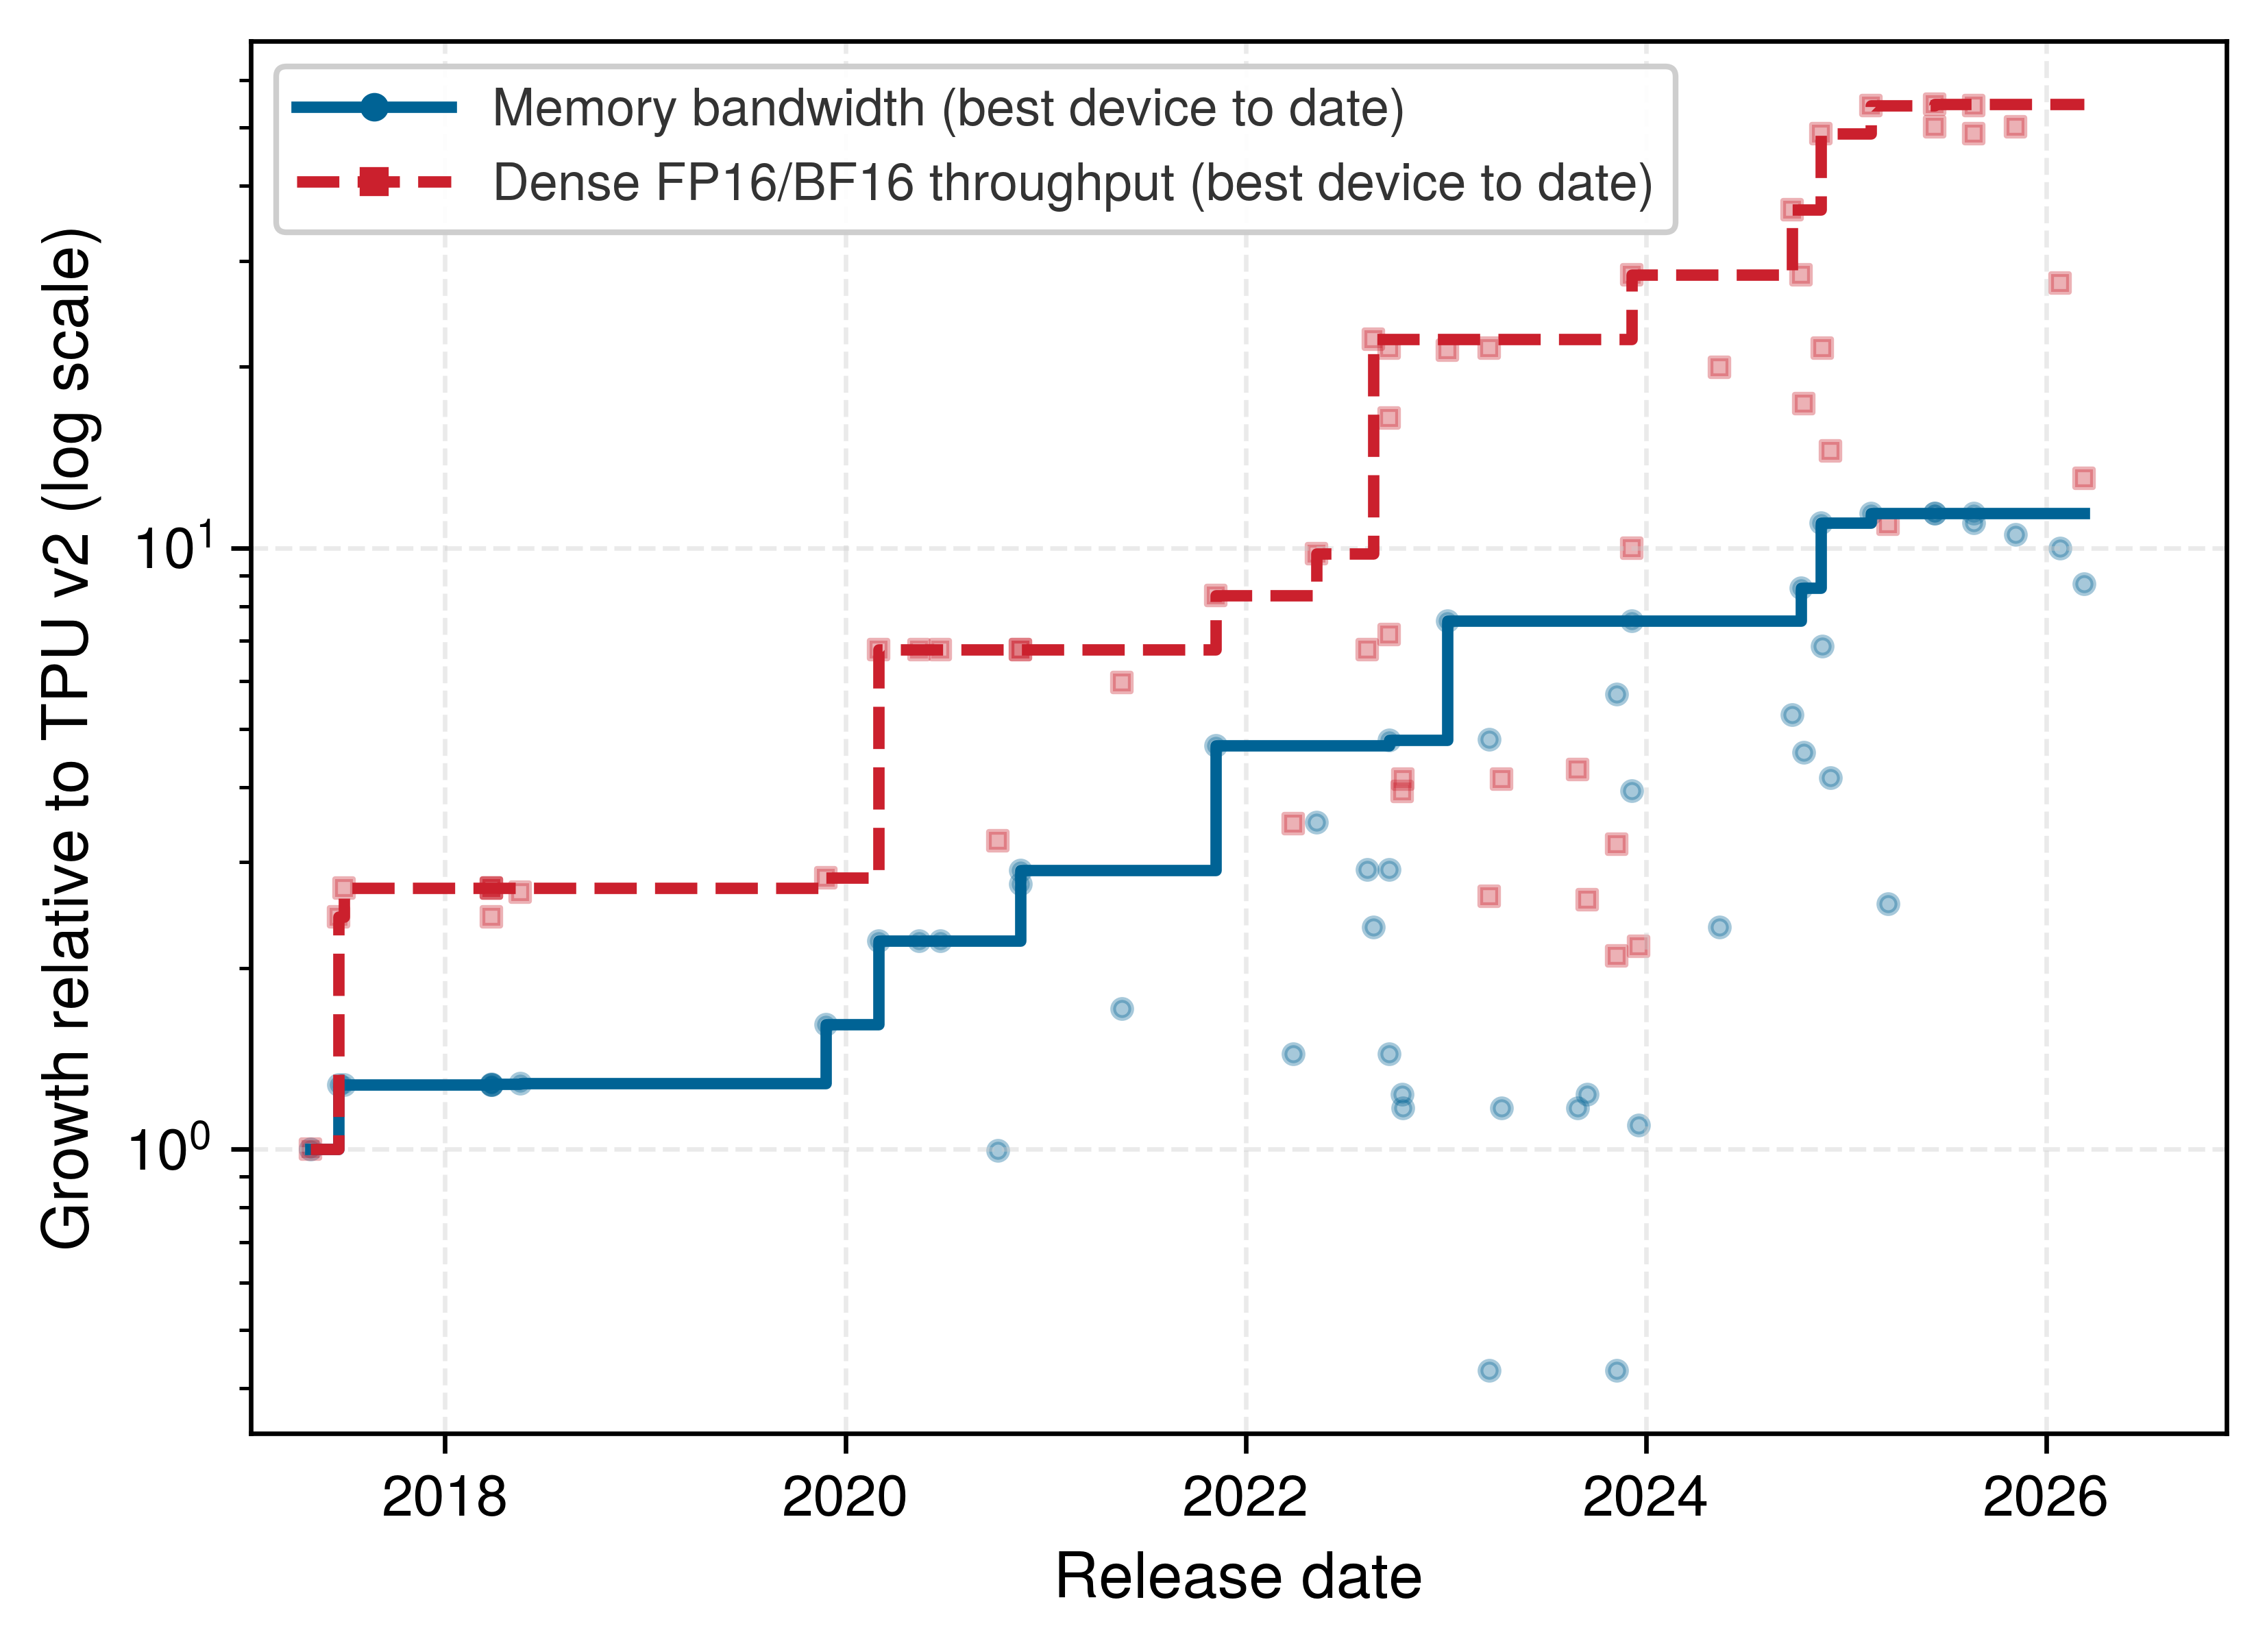 Memory bandwidth (best device to date)
Dense FP16/BF16 throughput (best device to date)
Growth relative to TPU v2 (log scale)
10¹
10⁰
2018
2020
2022
2024
2026
Release date